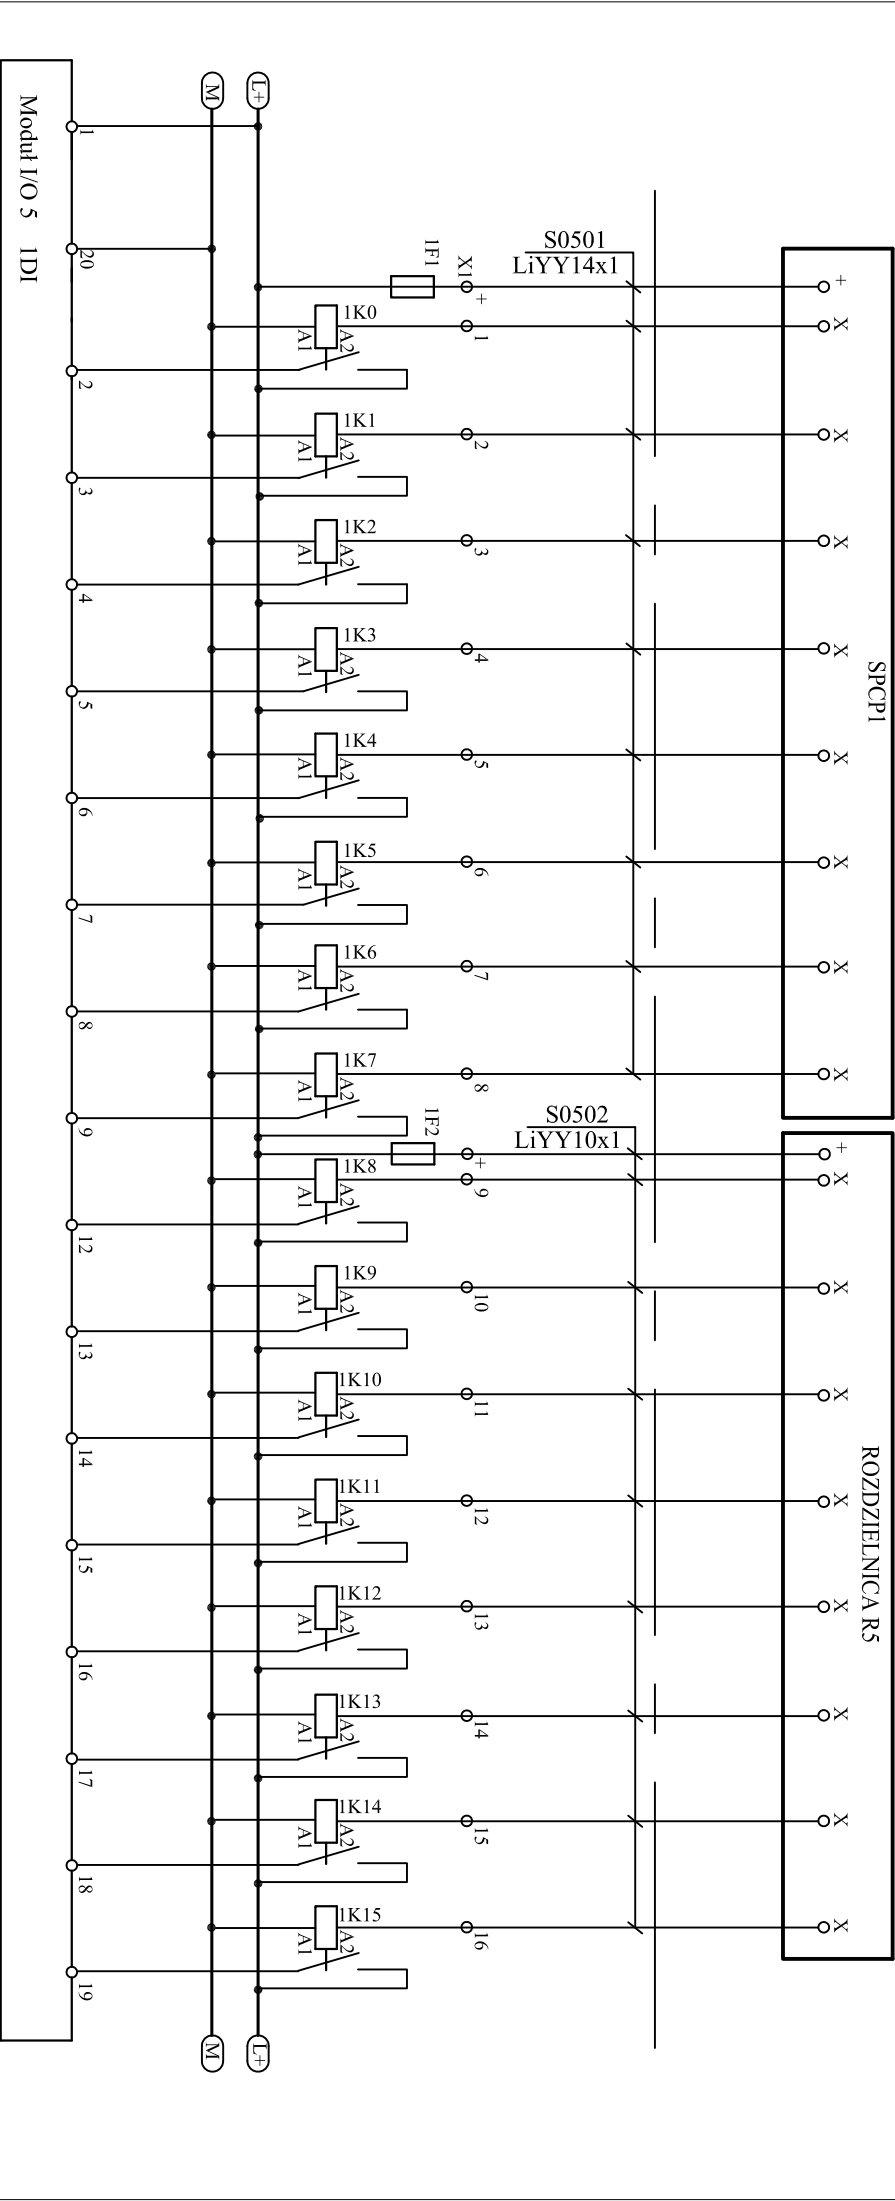 Moduł I/O 5 1DI
M
L+
1
20
S0501
LiYY14x1
1F1
X1
+
+
SPCP1
1K0
A1
A2
1
X
2
1K1
A1
A2
2
X
3
1K2
A1
A2
3
X
4
1K3
A1
A2
4
X
5
1K4
A1
A2
5
X
6
1K5
A1
A2
6
X
7
1K6
A1
A2
7
X
8
1K7
A1
A2
8
X
9
S0502
LiYY10x1
1F2
+
+
ROZDZIELNICA R5
1K8
A1
A2
9
X
12
1K9
A1
A2
10
X
13
1K10
A1
A2
11
X
14
1K11
A1
A2
12
X
15
1K12
A1
A2
13
X
16
1K13
A1
A2
14
X
17
1K14
A1
A2
15
X
18
1K15
A1
A2
16
X
19
M
L+